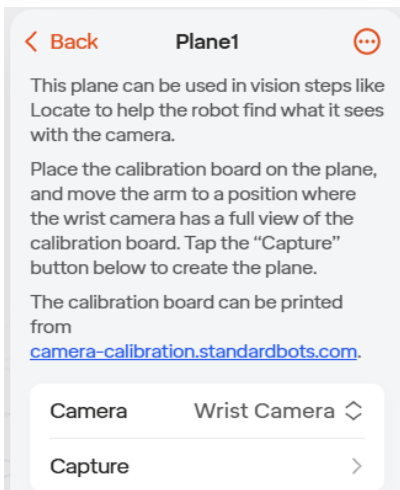 Back
Plane1
This plane can be used in vision steps like
Locate to help the robot find what it sees
with the camera.
Place the calibration board on the plane,
and move the arm to a position where
the wrist camera has a full view of the
calibration board. Tap the “Capture”
button below to create the plane.
The calibration board can be printed
from
camera-calibration.standardbots.com.
Camera Wrist Camera
Capture